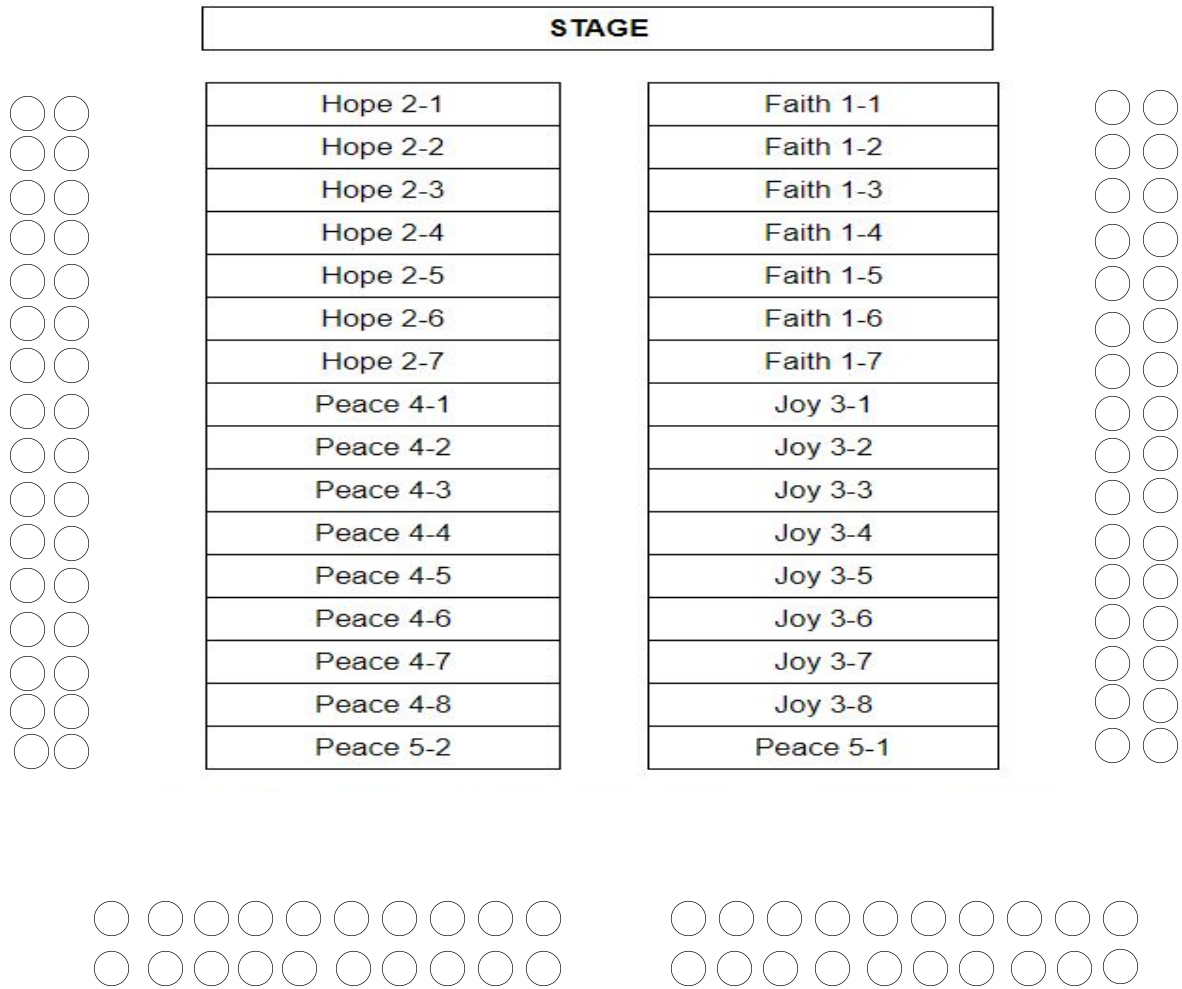 STAGE
Hope 2-1
Hope 2-2
Hope 2-3
Hope 2-4
Hope 2-5
Hope 2-6
Hope 2-7
Peace 4-1
Peace 4-2
Peace 4-3
Peace 4-4
Peace 4-5
Peace 4-6
Peace 4-7
Peace 4-8
Peace 5-2
Faith 1-1
Faith 1-2
Faith 1-3
Faith 1-4
Faith 1-5
Faith 1-6
Faith 1-7
Joy 3-1
Joy 3-2
Joy 3-3
Joy 3-4
Joy 3-5
Joy 3-6
Joy 3-7
Joy 3-8
Peace 5-1